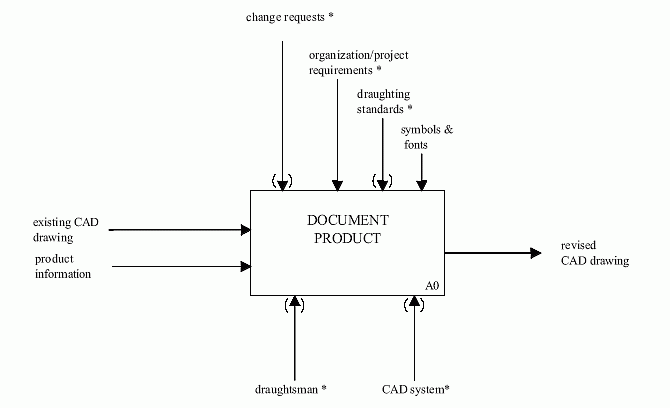 change requests *
organization/project
requirements *
draughting
standards *
symbols &
fonts
( )
( )
DOCUMENT
PRODUCT
existing CAD
drawing
product
information
revised
CAD drawing
A0
( )
( )
draughtsman *
CAD system*